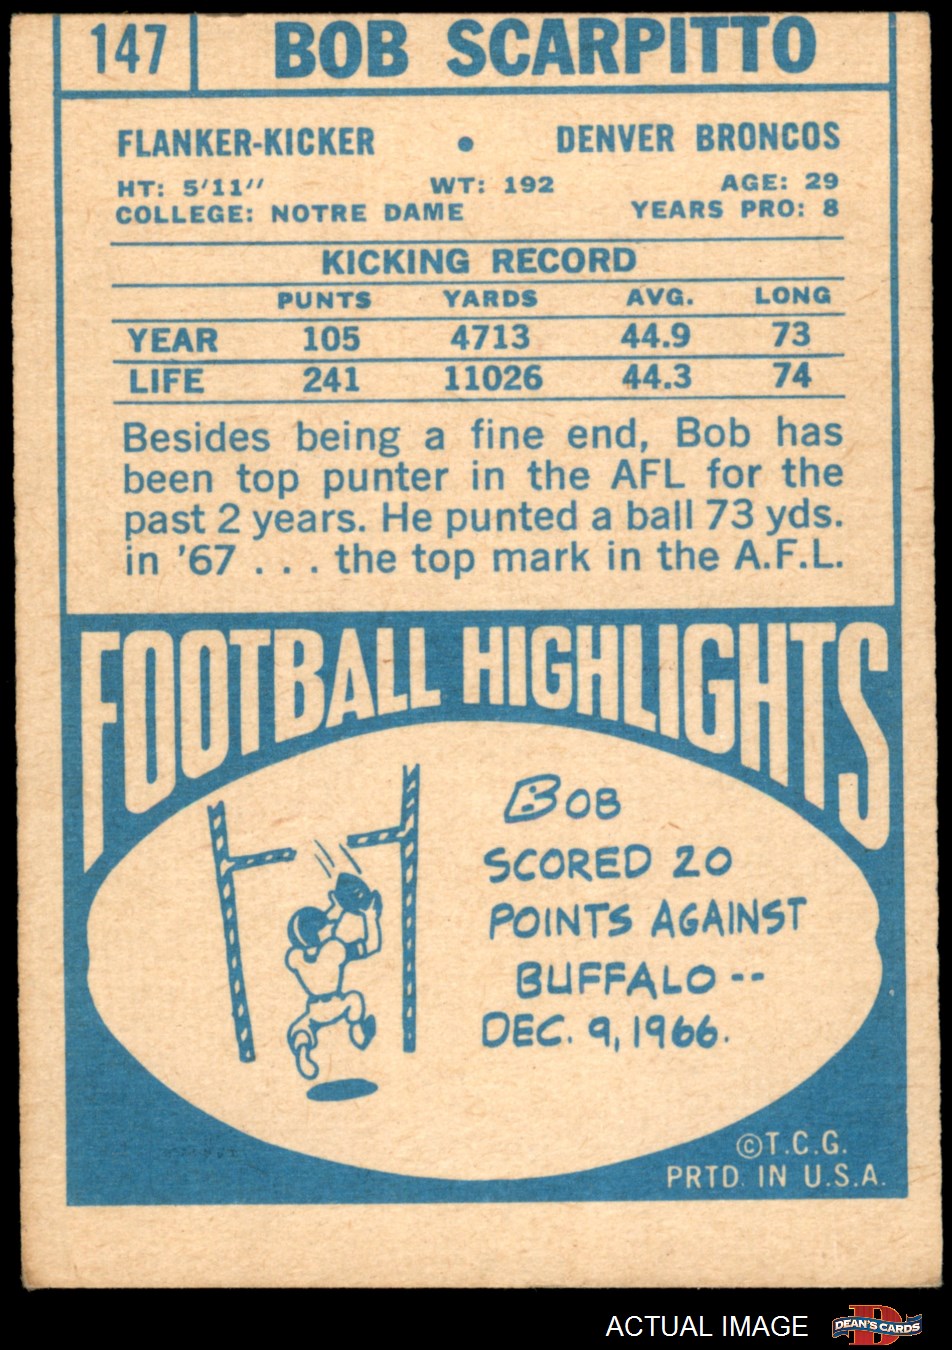 147 BOB SCARPITTO
FLANKER-KICKER • DENVER BRONCOS
HT: 5'11" WT: 192 AGE: 29
COLLEGE: NOTRE DAME YEARS PRO: 8
KICKING RECORD
PUNTS YARDS AVG. LONG
YEAR 105 4713 44.9 73
LIFE 241 11026 44.3 74
Besides being a fine end, Bob has
been top punter in the AFL for the
past 2 years. He punted a ball 73 yds.
in '67 . . . the top mark in the A.F.L.
FOOTBALL HIGHLIGHTS
BOB
SCORED 20
POINTS AGAINST
BUFFALO --
DEC. 9, 1966.
©T.C.G.
PRTD. IN U.S.A.
ACTUAL IMAGE
D
DEAN'S CARDS